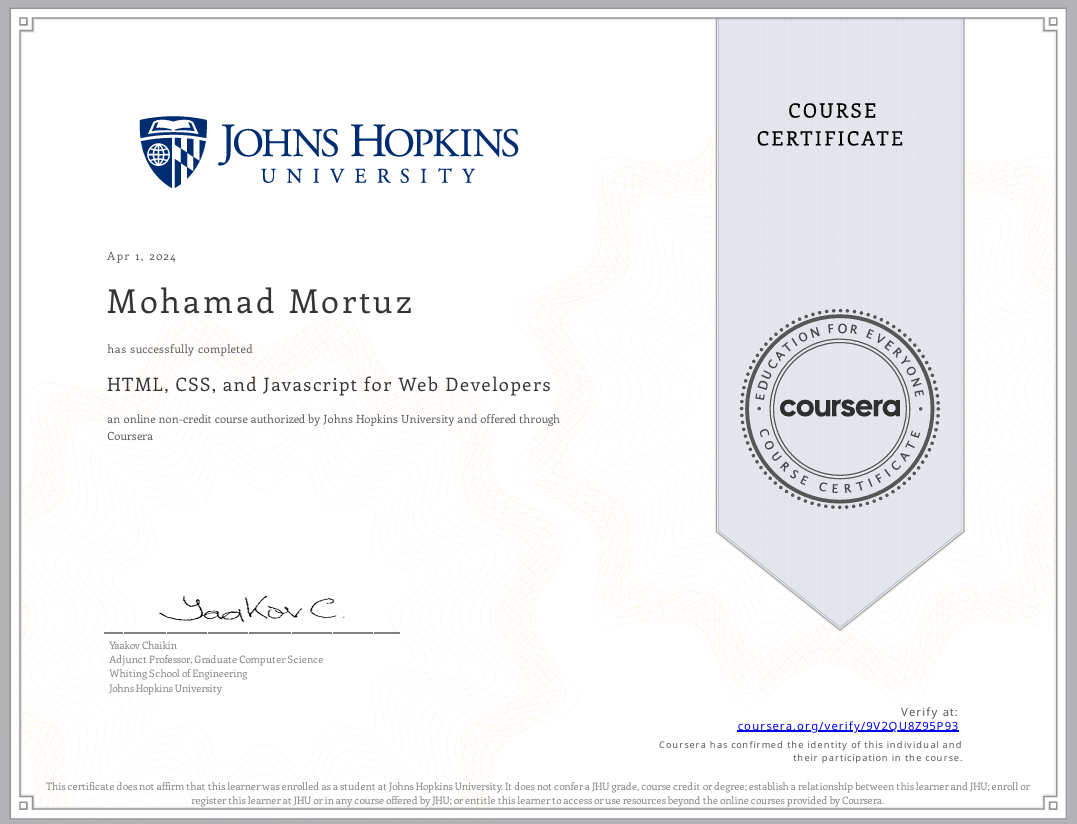 JOHNS HOPKINS
UNIVERSITY
COURSE
CERTIFICATE
Apr 1, 2024
Mohamad Mortuz
has successfully completed
HTML, CSS, and Javascript for Web Developers
an online non-credit course authorized by Johns Hopkins University and offered through
Coursera
EDUCATION FOR EVERYONE
coursera
COURSE CERTIFICATE
Yaakov C.
Yaakov Chaikin
Adjunct Professor, Graduate Computer Science
Whiting School of Engineering
Johns Hopkins University
Verify at:
coursera.org/verify/9V2QU8Z95P93
Coursera has confirmed the identity of this individual and
their participation in the course.
This certificate does not affirm that this learner was enrolled as a student at Johns Hopkins University. It does not confer a JHU grade, course credit or degree; establish a relationship between this learner and JHU; enroll or
register this learner at JHU or in any course offered by JHU; or entitle this learner to access or use resources beyond the online courses provided by Coursera.